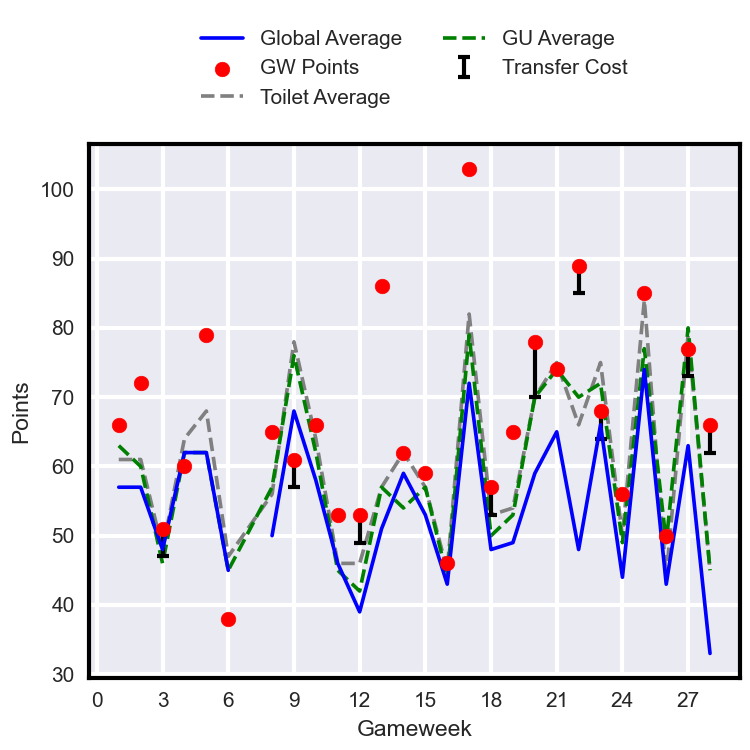 Global Average
GW Points
Toilet Average
GU Average
Transfer Cost
Points
100
90
80
70
60
50
40
30
0 3 6 9 12 15 18 21 24 27
Gameweek